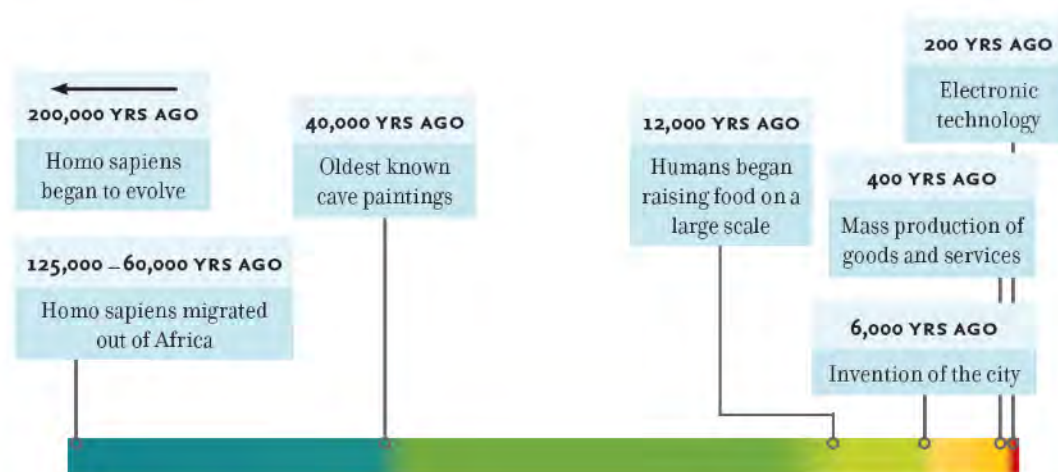 200,000 YRS AGO
Homo sapiens
began to evolve
125,000 – 60,000 YRS AGO
Homo sapiens migrated
out of Africa
40,000 YRS AGO
Oldest known
cave paintings
12,000 YRS AGO
Humans began
raising food on a
large scale
6,000 YRS AGO
Invention of the city
400 YRS AGO
Mass production of
goods and services
200 YRS AGO
Electronic
technology